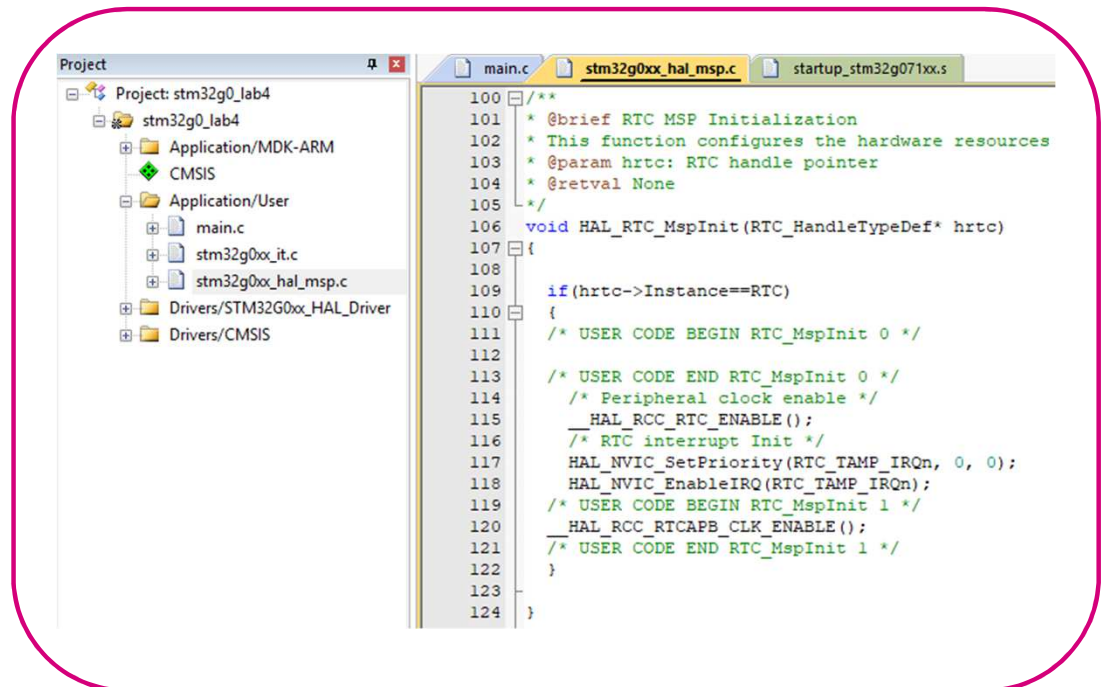 Project
Project: stm32g0_lab4
stm32g0_lab4
Application/MDK-ARM
CMSIS
Application/User
main.c
stm32g0xx_it.c
stm32g0xx_hal_msp.c
Drivers/STM32G0xx_HAL_Driver
Drivers/CMSIS
main.c stm32g0xx_hal_msp.c startup_stm32g071xx.s
100 /**
101 * @brief RTC MSP Initialization
102 * This function configures the hardware resources
103 * @param hrtc: RTC handle pointer
104 * @retval None
105 */
106 void HAL_RTC_MspInit(RTC_HandleTypeDef* hrtc)
107 {
108
109 if(hrtc->Instance==RTC)
110 {
111 /* USER CODE BEGIN RTC_MspInit 0 */
112
113 /* USER CODE END RTC_MspInit 0 */
114 /* Peripheral clock enable */
115 __HAL_RCC_RTC_ENABLE();
116 /* RTC interrupt Init */
117 HAL_NVIC_SetPriority(RTC_TAMP_IRQn, 0, 0);
118 HAL_NVIC_EnableIRQ(RTC_TAMP_IRQn);
119 /* USER CODE BEGIN RTC_MspInit 1 */
120 __HAL_RCC_RTCAPB_CLK_ENABLE();
121 /* USER CODE END RTC_MspInit 1 */
122 }
123
124 }